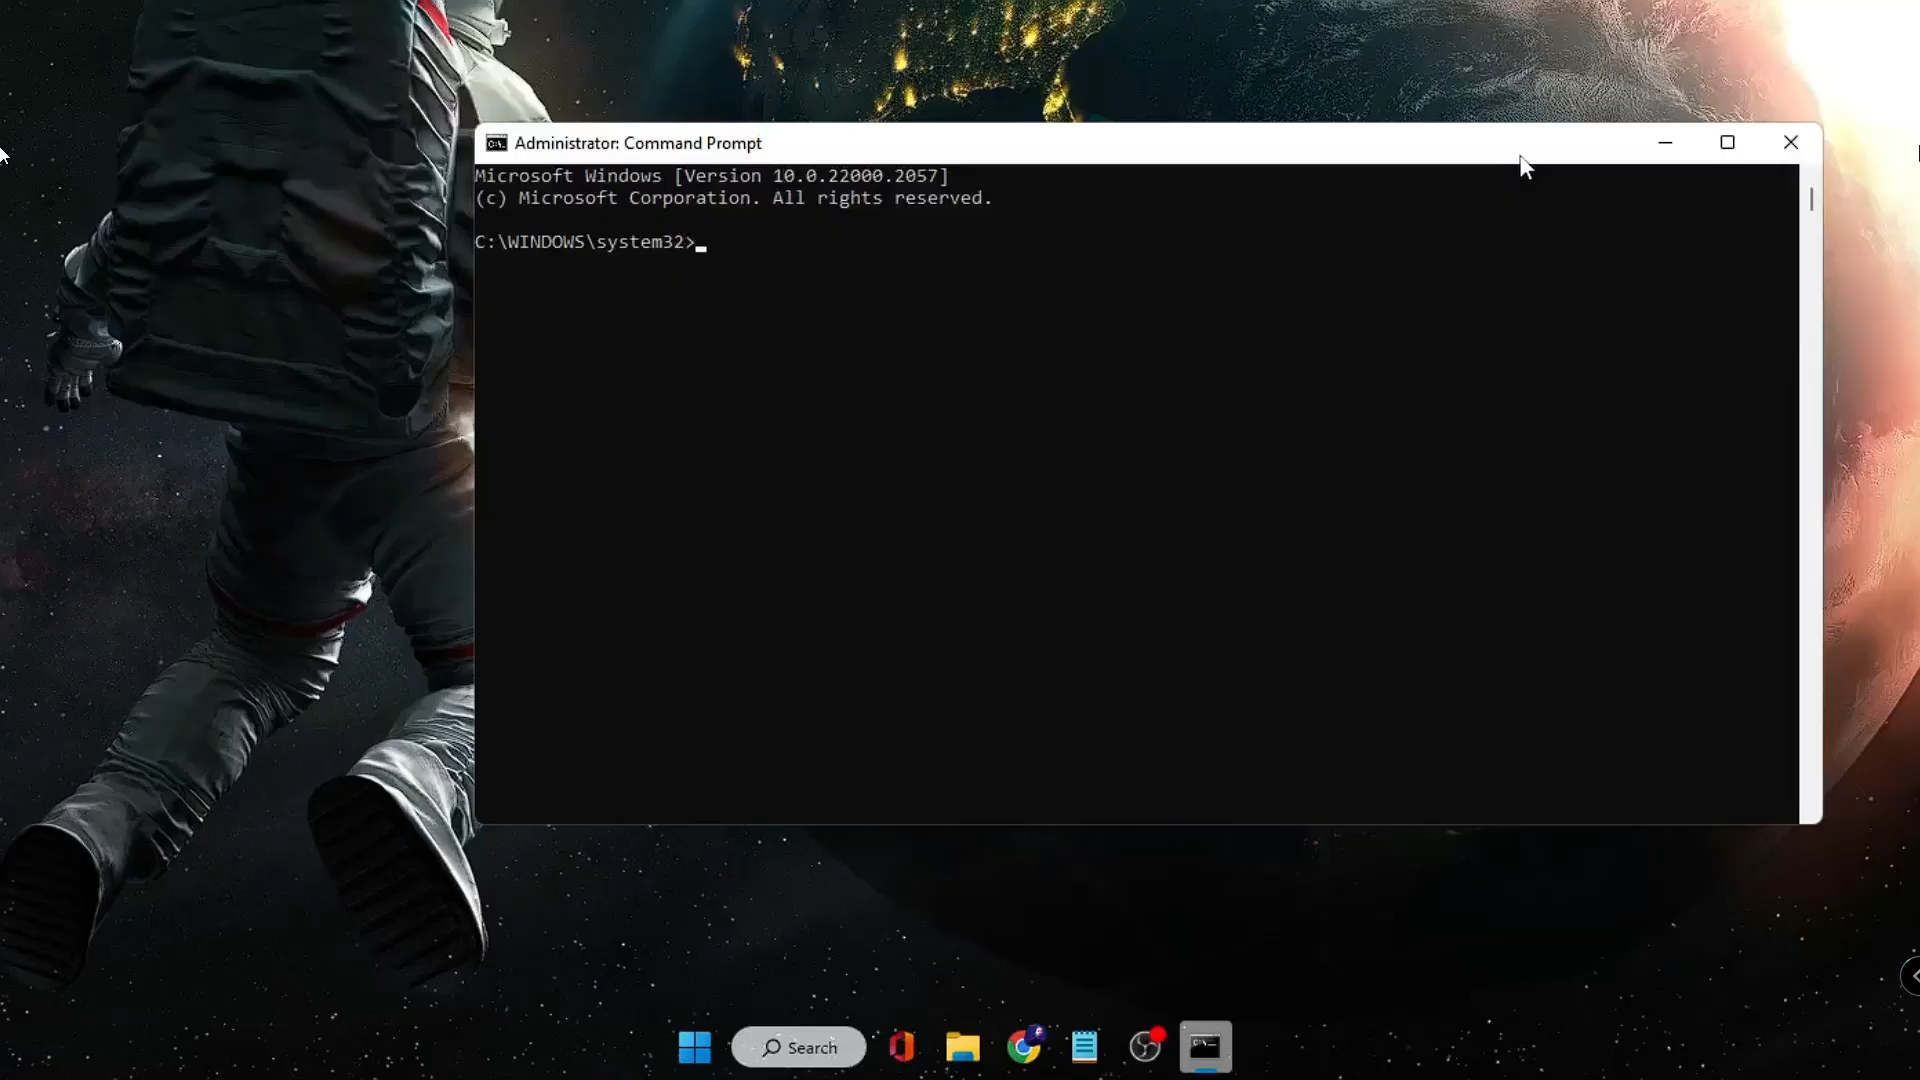 Administrator: Command Prompt
Microsoft Windows [Version 10.0.22000.2057]
(c) Microsoft Corporation. All rights reserved.
C:\WINDOWS\system32>
Search